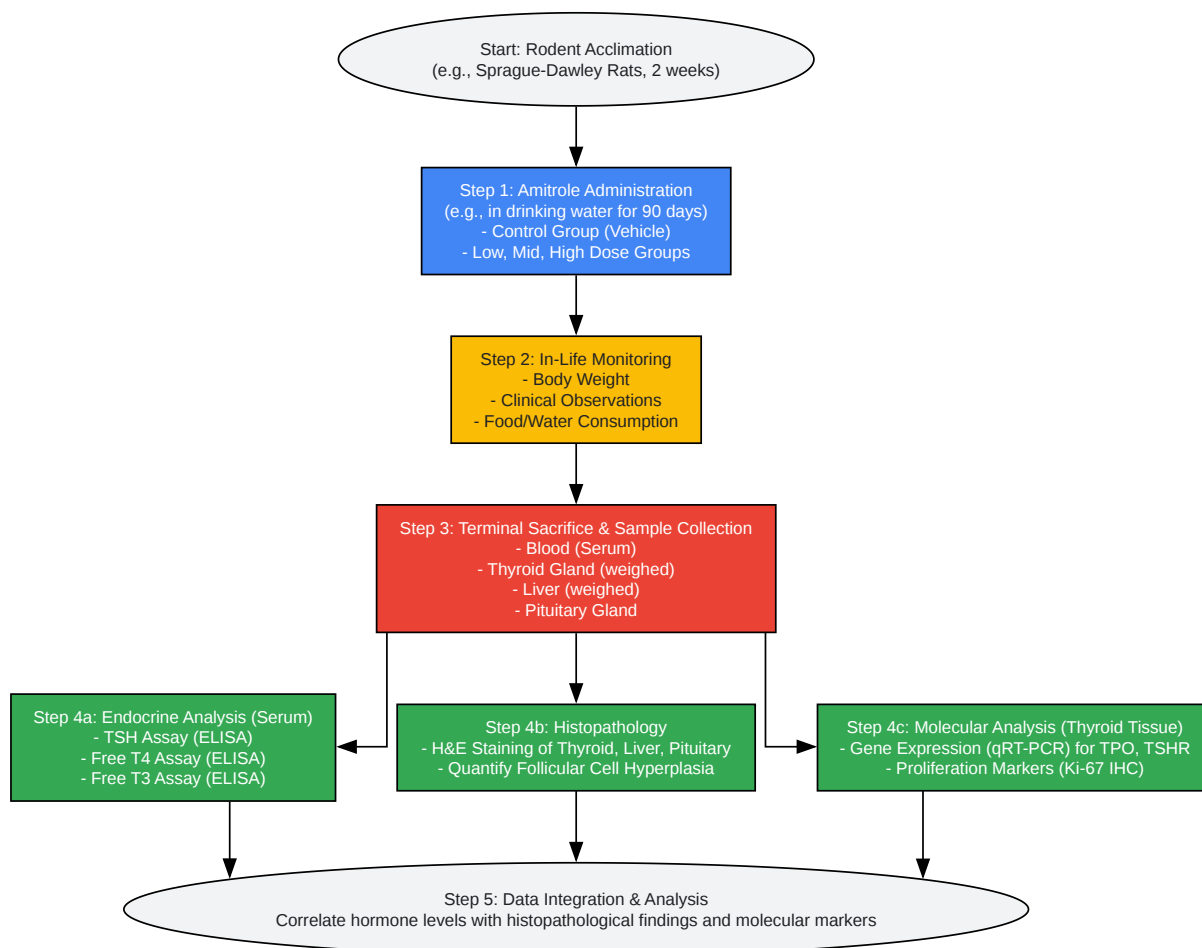 Start: Rodent Acclimation
(e.g., Sprague-Dawley Rats, 2 weeks)
Step 1: Amitrole Administration
(e.g., in drinking water for 90 days)
- Control Group (Vehicle)
- Low, Mid, High Dose Groups
Step 2: In-Life Monitoring
- Body Weight
- Clinical Observations
- Food/Water Consumption
Step 3: Terminal Sacrifice & Sample Collection
- Blood (Serum)
- Thyroid Gland (weighed)
- Liver (weighed)
- Pituitary Gland
Step 4a: Endocrine Analysis (Serum)
- TSH Assay (ELISA)
- Free T4 Assay (ELISA)
- Free T3 Assay (ELISA)
Step 4b: Histopathology
- H&E Staining of Thyroid, Liver, Pituitary
- Quantify Follicular Cell Hyperplasia
Step 4c: Molecular Analysis (Thyroid Tissue)
- Gene Expression (qRT-PCR) for TPO, TSHR
- Proliferation Markers (Ki-67 IHC)
Step 5: Data Integration & Analysis
Correlate hormone levels with histopathological findings and molecular markers